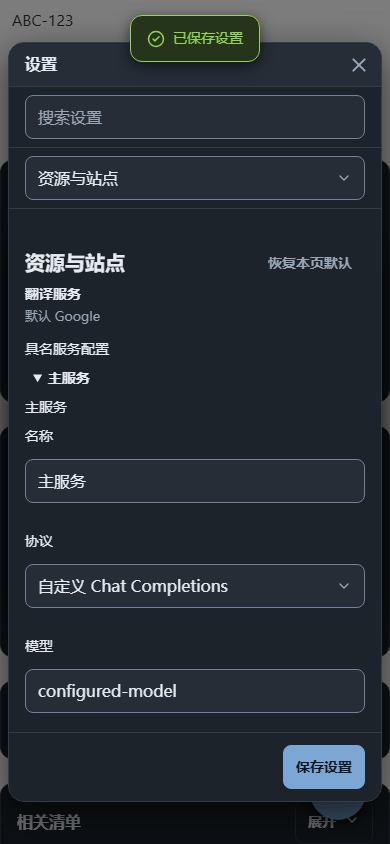 ABC-123
已保存设置
设置
搜索设置
资源与站点
资源与站点
恢复本页默认
翻译服务
默认 Google
具名服务配置
▼ 主服务
主服务
名称
主服务
协议
自定义 Chat Completions
模型
configured-model
保存设置
相关清单
展开